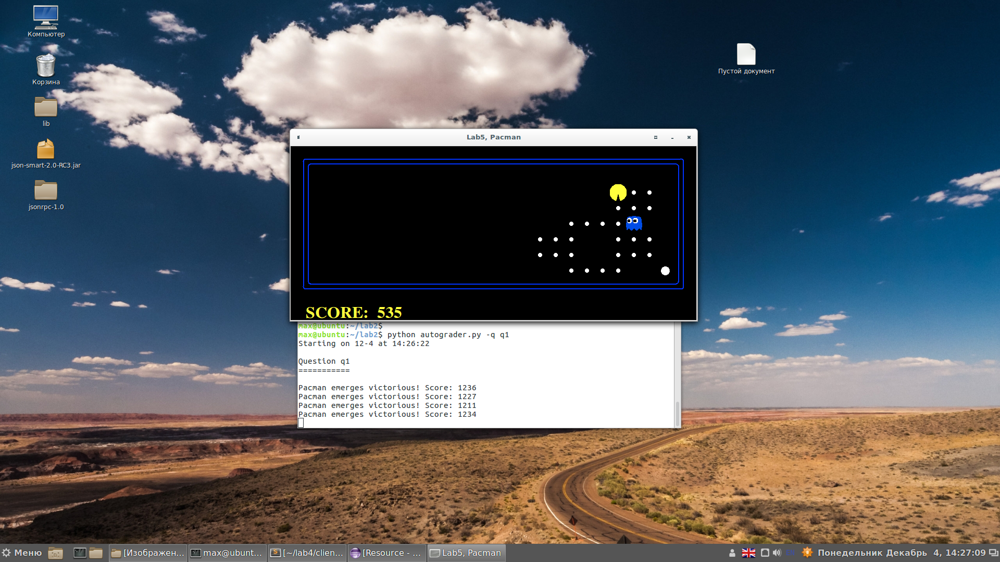 Компьютер
Корзина
lib
json-smart-2.0-RC3.jar
jsonrpc-1.0
Пустой документ
Lab5, Pacman
SCORE: 535
max@ubuntu:~/lab2$
max@ubuntu:~/lab2$ python autograder.py -q q1
Starting on 12-4 at 14:26:22
Question q1
===========
Pacman emerges victorious! Score: 1236
Pacman emerges victorious! Score: 1227
Pacman emerges victorious! Score: 1211
Pacman emerges victorious! Score: 1234
Меню
[Изображен...
max@ubunt...
[~/lab4/clien...
[Resource - ...
Lab5, Pacman
Понедельник Декабрь 4, 14:27:09